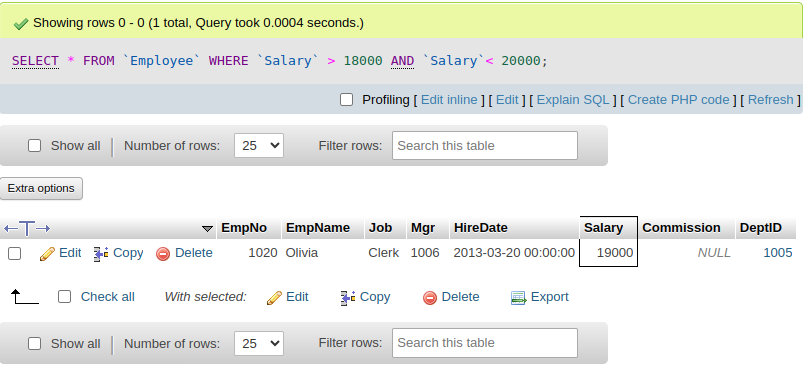 Showing rows 0 - 0 (1 total, Query took 0.0004 seconds.)
SELECT * FROM `Employee` WHERE `Salary` > 18000 AND `Salary`< 20000;
Profiling [ Edit inline ] [ Edit ] [ Explain SQL ] [ Create PHP code ] [ Refresh ]
Show all Number of rows: 25 Filter rows: Search this table
Extra options
EmpNo EmpName Job Mgr HireDate Salary Commission DeptID
Edit Copy Delete 1020 Olivia Clerk 1006 2013-03-20 00:00:00 19000 NULL 1005
Check all With selected: Edit Copy Delete Export
Show all Number of rows: 25 Filter rows: Search this table